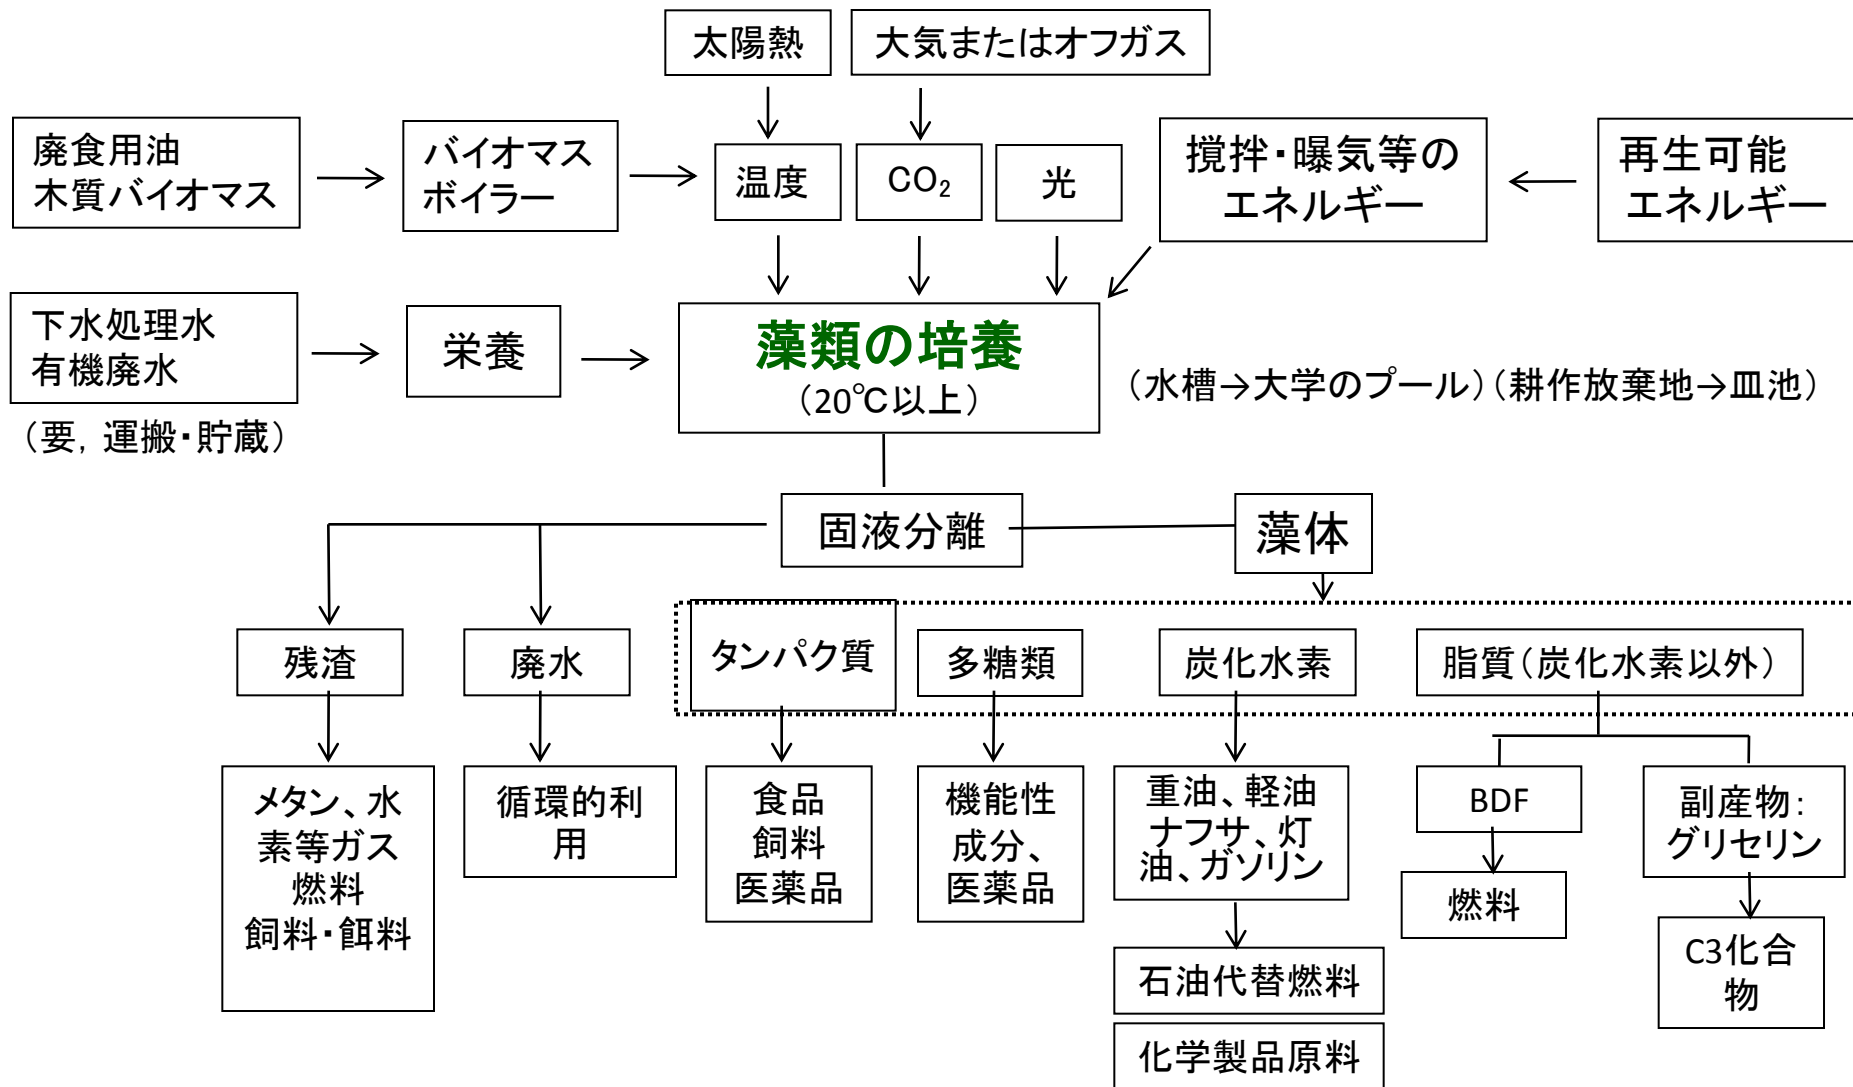 太陽熱
大気またはオフガス
廃食用油
木質バイオマス
バイオマス
ボイラー
温度
CO₂
光
撹拌・曝気等の
エネルギー
再生可能
エネルギー
下水処理水
有機廃水
（要，運搬・貯蔵）
栄養
藻類の培養
（20℃以上）
（水槽→大学のプール）（耕作放棄地→皿池）
固液分離
藻体
残渣
廃水
タンパク質
多糖類
炭化水素
脂質（炭化水素以外）
メタン、水
素等ガス
燃料
飼料・餌料
循環的利
用
食品
飼料
医薬品
機能性
成分、
医薬品
重油、軽油
ナフサ、灯
油、ガソリン
BDF
副産物：
グリセリン
燃料
C3化合
物
石油代替燃料
化学製品原料